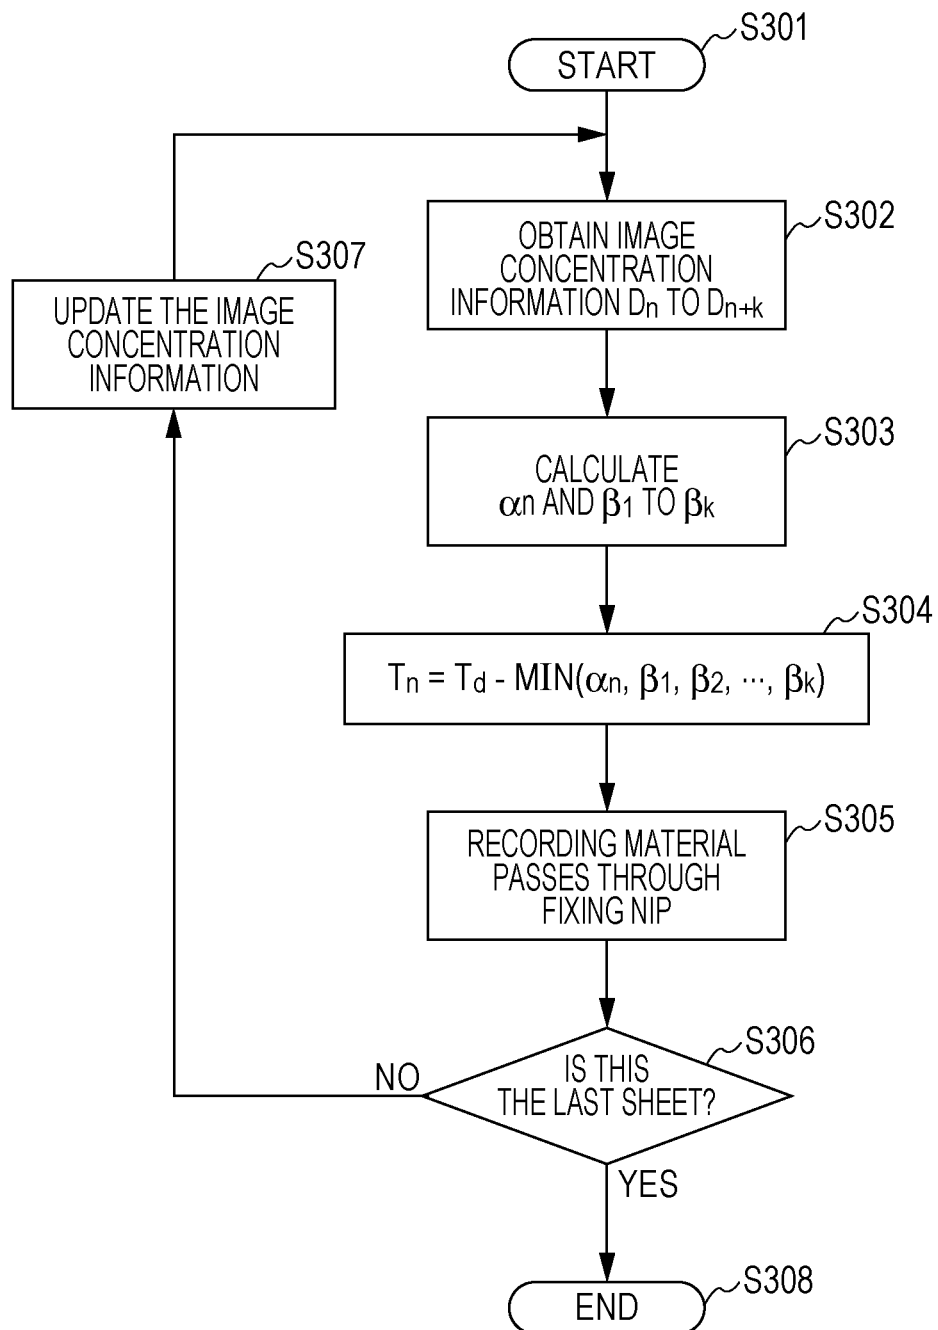 S301
START
S302
OBTAIN IMAGE
CONCENTRATION
INFORMATION Dn TO Dn+k
S307
UPDATE THE IMAGE
CONCENTRATION
INFORMATION
S303
CALCULATE
αn AND β1 TO βk
S304
Tn = Td - MIN(αn, β1, β2, ···, βk)
S305
RECORDING MATERIAL
PASSES THROUGH
FIXING NIP
S306
IS THIS
THE LAST SHEET?
NO
YES
S308
END